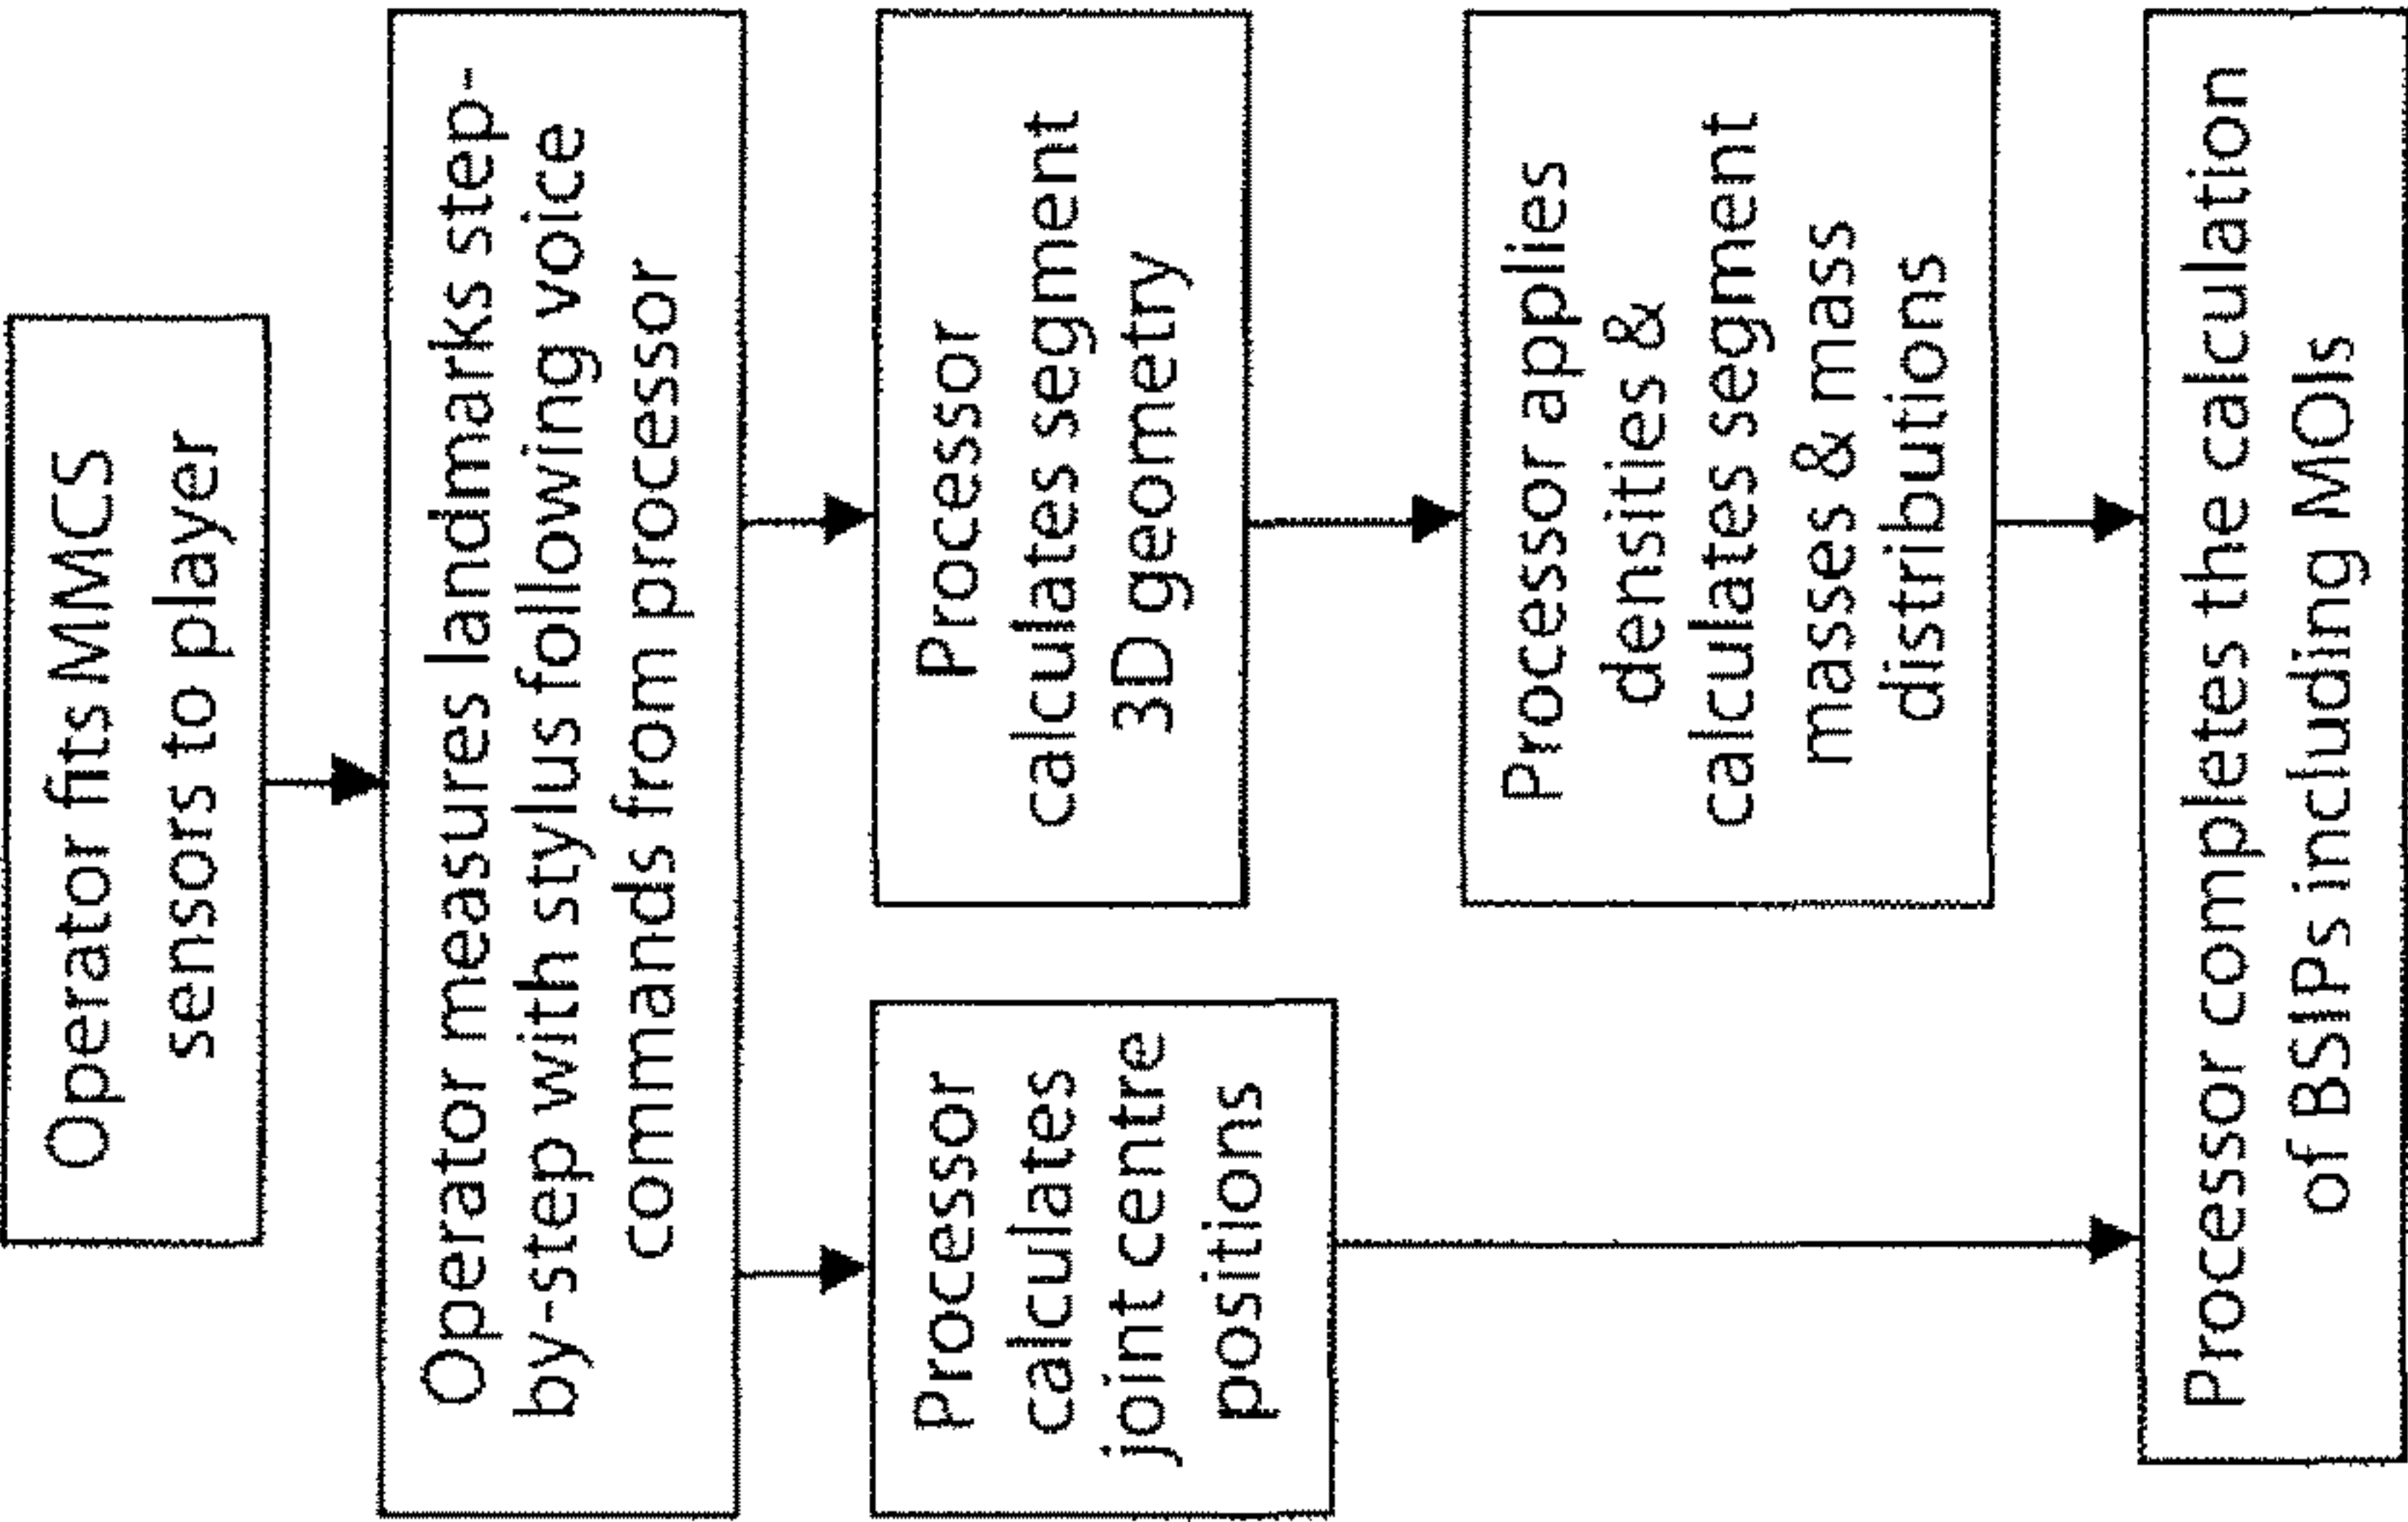 Operator fits MMCS
sensors to player
Operator measures landmarks step-
by-step with stylus following voice
commands from processor
Processor
calculates
joint centre
positions
Processor
calculates segment
3D geometry
Processor applies
densities &
calculates segment
masses & mass
distributions
Processor completes the calculation
of BSIPs including MOIs